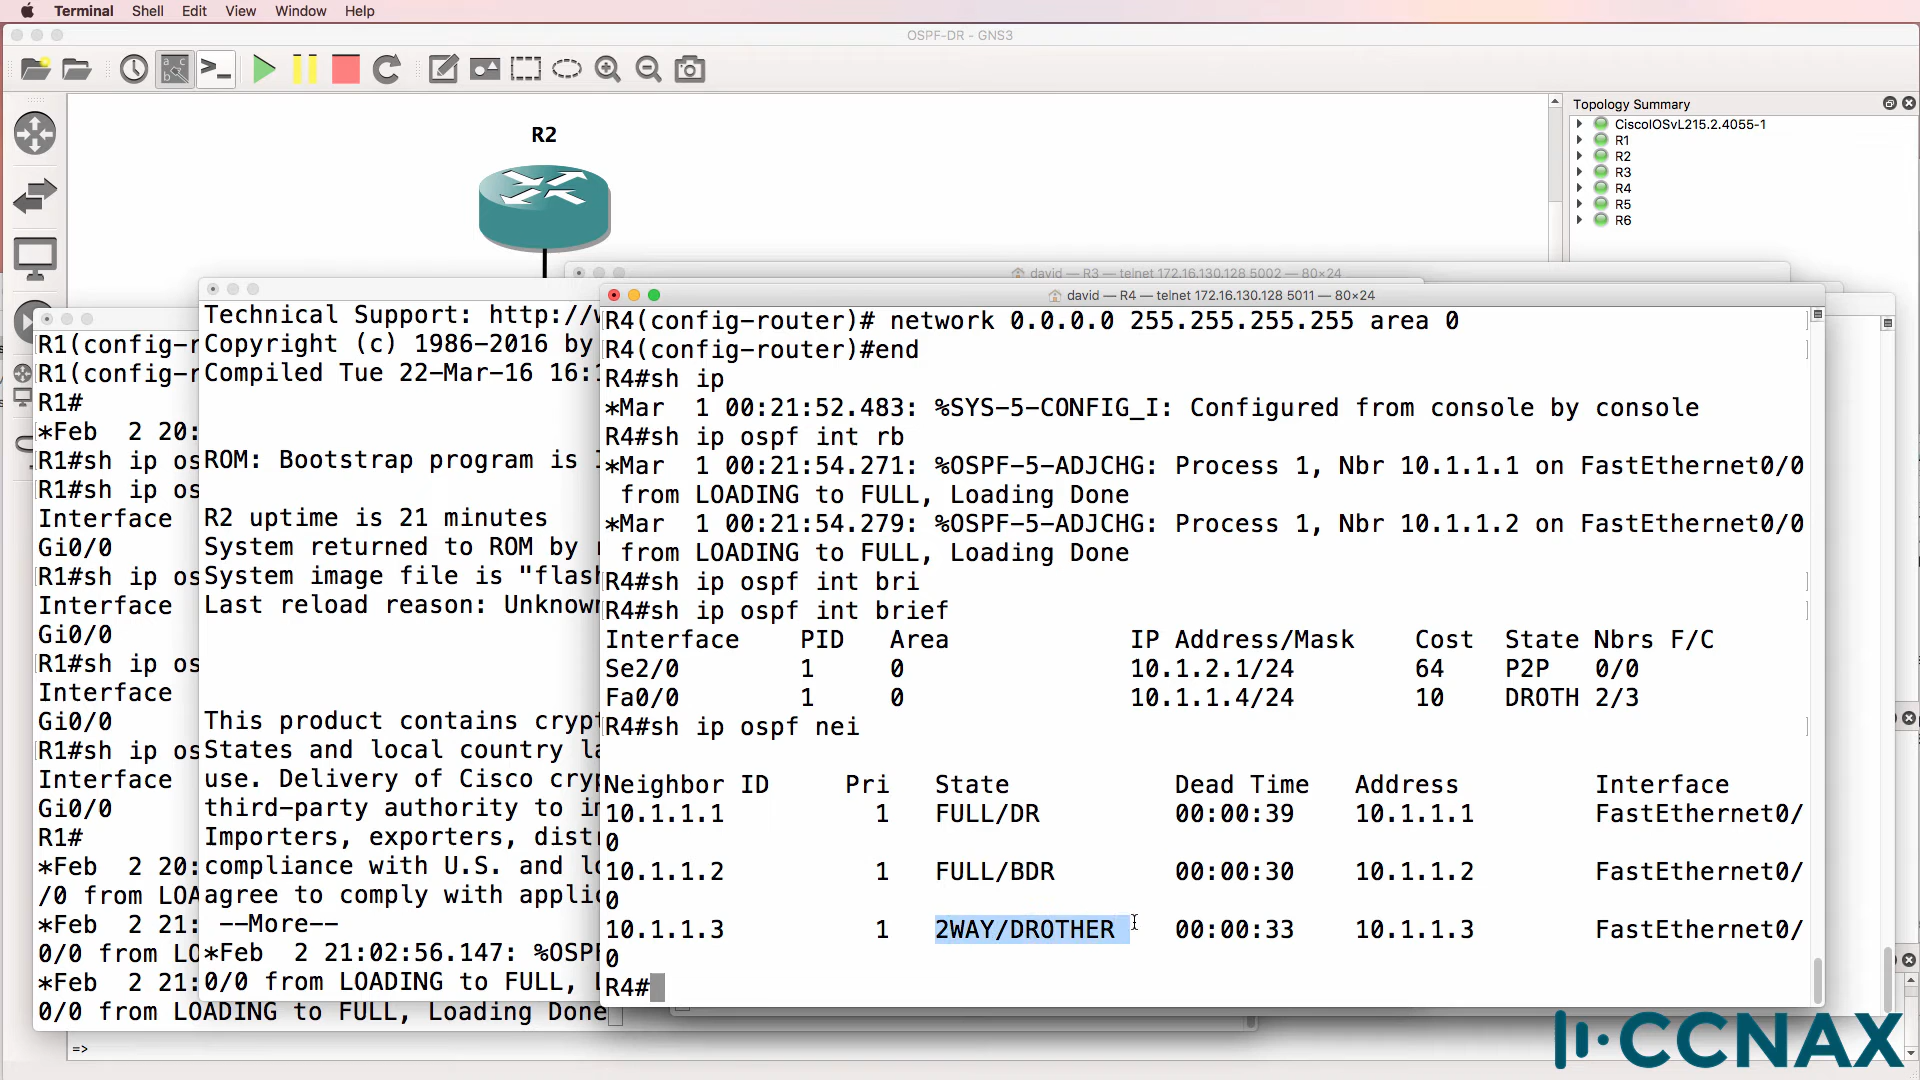 Terminal Shell Edit View Window Help
OSPF-DR - GNS3
Topology Summary
CiscoIOSvL215.2.4055-1
R1
R2
R3
R4
R5
R6
R2
david — R3 — telnet 172.16.130.128 5002 — 80×24
R1(config-r
R1(config-r
R1#
*Feb  2 20:
R1#sh ip os
R1#sh ip os
Interface
Gi0/0
R1#sh ip os
Interface
Gi0/0
R1#sh ip os
Interface
Gi0/0
R1#sh ip os
Interface
Gi0/0
R1#
*Feb  2 20:
/0 from LOA
*Feb  2 21:
0/0 from LO
*Feb  2 21:
0/0 from LOADING to FULL, Loading Done
Technical Support: http://w
Copyright (c) 1986-2016 by
Compiled Tue 22-Mar-16 16:1
ROM: Bootstrap program is
R2 uptime is 21 minutes
System returned to ROM by r
System image file is "flash
Last reload reason: Unknown
This product contains crypt
States and local country la
use. Delivery of Cisco cryp
third-party authority to im
Importers, exporters, distr
compliance with U.S. and lo
agree to comply with applic
--More--
*Feb  2 21:02:56.147: %OSPF
0/0 from LOADING to FULL, L
david — R4 — telnet 172.16.130.128 5011 — 80×24
R4(config-router)# network 0.0.0.0 255.255.255.255 area 0
R4(config-router)#end
R4#sh ip
*Mar  1 00:21:52.483: %SYS-5-CONFIG_I: Configured from console by console
R4#sh ip ospf int rb
*Mar  1 00:21:54.271: %OSPF-5-ADJCHG: Process 1, Nbr 10.1.1.1 on FastEthernet0/0
from LOADING to FULL, Loading Done
*Mar  1 00:21:54.279: %OSPF-5-ADJCHG: Process 1, Nbr 10.1.1.2 on FastEthernet0/0
from LOADING to FULL, Loading Done
R4#sh ip ospf int bri
R4#sh ip ospf int brief
Interface    PID   Area            IP Address/Mask    Cost  State Nbrs F/C
Se2/0        1     0               10.1.2.1/24        64    P2P   0/0
Fa0/0        1     0               10.1.1.4/24        10    DROTH 2/3
R4#sh ip ospf nei
Neighbor ID     Pri   State           Dead Time   Address         Interface
10.1.1.1          1   FULL/DR         00:00:39    10.1.1.1        FastEthernet0/
0
10.1.1.2          1   FULL/BDR        00:00:30    10.1.1.2        FastEthernet0/
0
10.1.1.3          1   2WAY/DROTHER    00:00:33    10.1.1.3        FastEthernet0/
0
R4#
=>
CCNAX